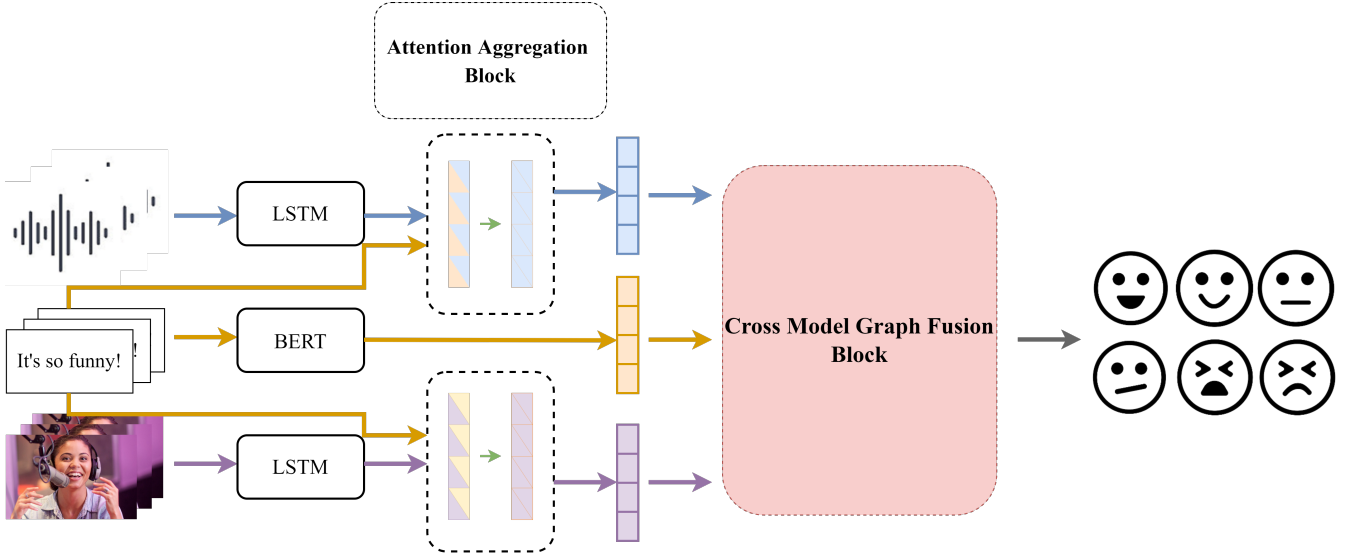 Attention Aggregation
Block
LSTM
BERT
It's so funny!
!
LSTM
Cross Model Graph Fusion
Block